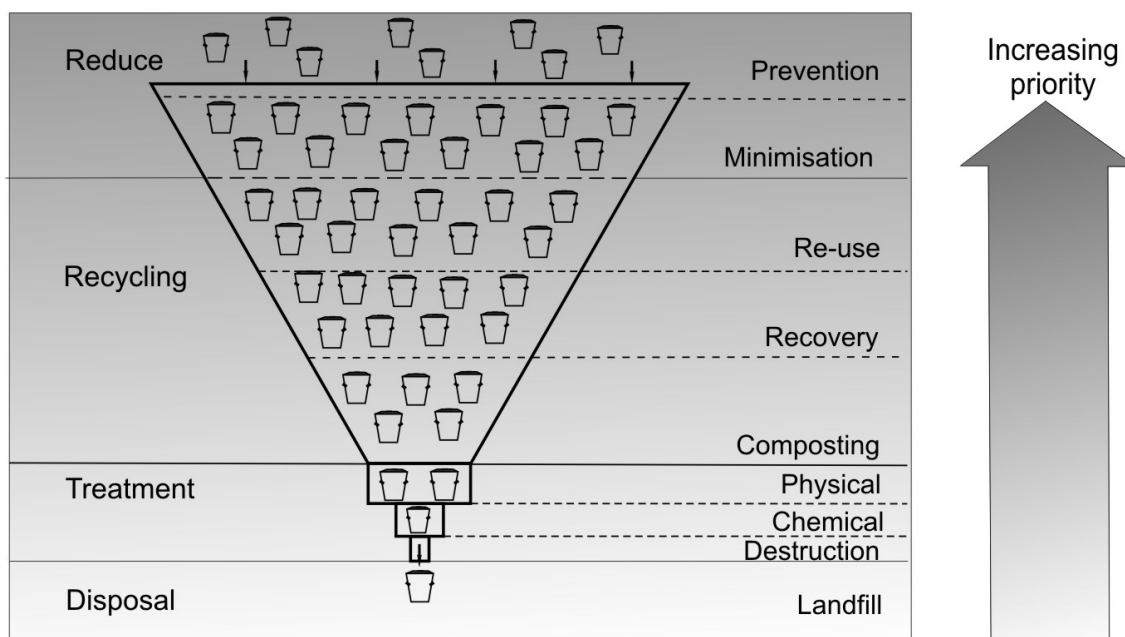 Reduce
Prevention
Minimisation
Recycling
Re-use
Recovery
Composting
Treatment
Physical
Chemical
Destruction
Disposal
Landfill
Increasing
priority